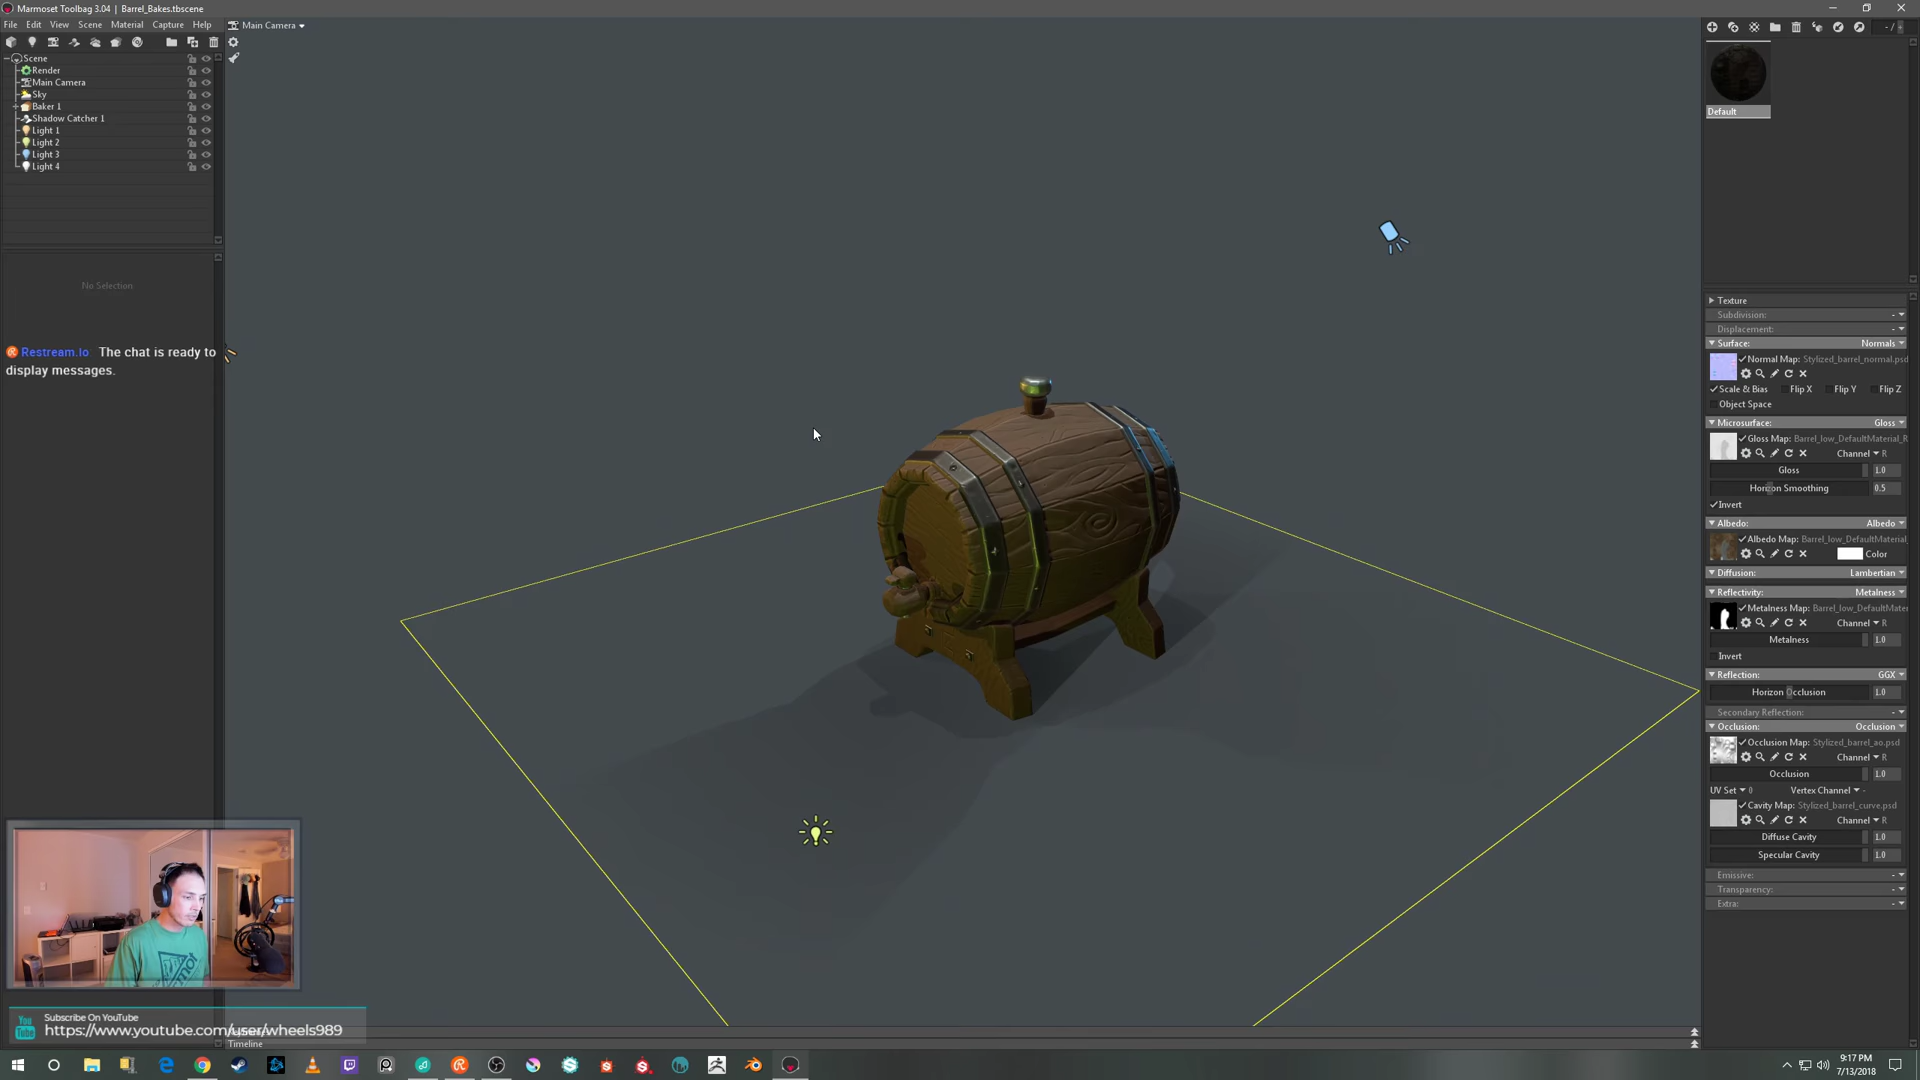 Marmoset Toolbag 3.04 | Barrel_Bakes.tbscene
File Edit View Scene Material Capture Help
Main Camera
Scene
Render
Main Camera
Sky
Baker 1
Shadow Catcher 1
Light 1
Light 2
Light 3
Light 4
No Selection
Restream.io The chat is ready to
display messages.
Subscribe On YouTube
https://www.youtube.com/user/wheels989
Timeline
Default
Texture
Subdivision: -
Displacement: -
Surface: Normals
Normal Map: Stylized_barrel_normal.psd
Scale & Bias Flip X Flip Y Flip Z
Object Space
Microsurface: Gloss
Gloss Map: Barrel_low_DefaultMaterial_R
Channel R
Gloss 1.0
Horizon Smoothing 0.5
Invert
Albedo: Albedo
Albedo Map: Barrel_low_DefaultMaterial_
Color
Diffusion: Lambertian
Reflectivity: Metalness
Metalness Map: Barrel_low_DefaultMate
Channel R
Metalness 1.0
Invert
Reflection: GGX
Horizon Occlusion 1.0
Secondary Reflection: -
Occlusion: Occlusion
Occlusion Map: Stylized_barrel_ao.psd
Channel R
Occlusion 1.0
UV Set 0 Vertex Channel -
Cavity Map: Stylized_barrel_curve.psd
Channel R
Diffuse Cavity 1.0
Specular Cavity 1.0
Emissive: -
Transparency: -
Extra: -
9:17 PM
7/13/2018